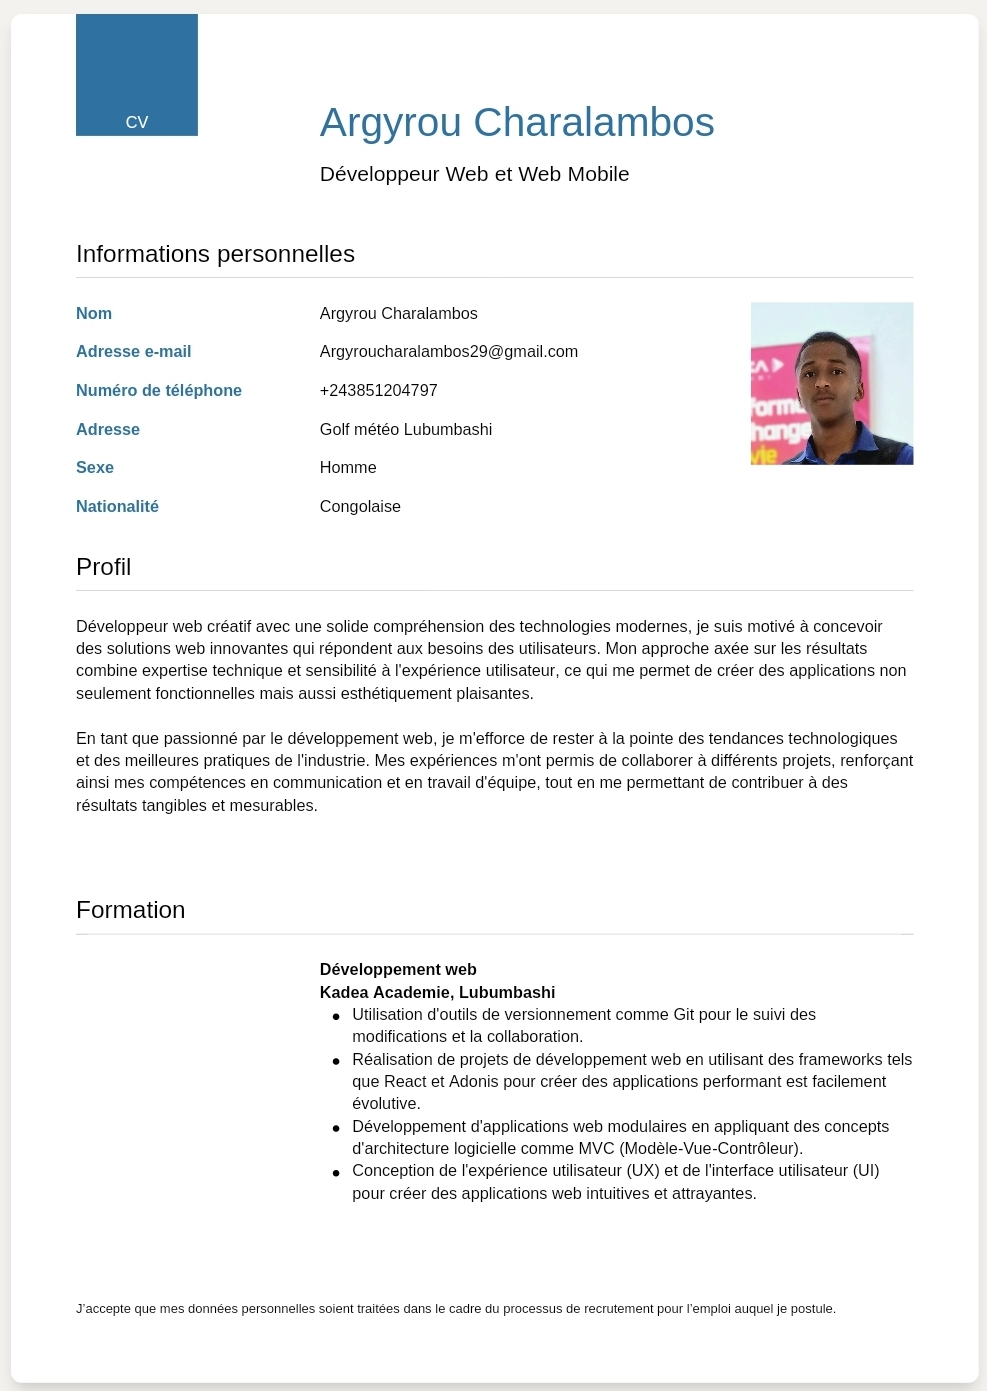 CV
Argyrou Charalambos
Développeur Web et Web Mobile
Informations personnelles
Nom Argyrou Charalambos
Adresse e-mail Argyroucharalambos29@gmail.com
Numéro de téléphone +243851204797
Adresse Golf météo Lubumbashi
Sexe Homme
Nationalité Congolaise
vie
Profil
Développeur web créatif avec une solide compréhension des technologies modernes, je suis motivé à concevoir
des solutions web innovantes qui répondent aux besoins des utilisateurs. Mon approche axée sur les résultats
combine expertise technique et sensibilité à l'expérience utilisateur, ce qui me permet de créer des applications non
seulement fonctionnelles mais aussi esthétiquement plaisantes.
En tant que passionné par le développement web, je m'efforce de rester à la pointe des tendances technologiques
et des meilleures pratiques de l'industrie. Mes expériences m'ont permis de collaborer à différents projets, renforçant
ainsi mes compétences en communication et en travail d'équipe, tout en me permettant de contribuer à des
résultats tangibles et mesurables.
Formation
Développement web
Kadea Academie, Lubumbashi
● Utilisation d'outils de versionnement comme Git pour le suivi des
modifications et la collaboration.
● Réalisation de projets de développement web en utilisant des frameworks tels
que React et Adonis pour créer des applications performant est facilement
évolutive.
● Développement d'applications web modulaires en appliquant des concepts
d'architecture logicielle comme MVC (Modèle-Vue-Contrôleur).
● Conception de l'expérience utilisateur (UX) et de l'interface utilisateur (UI)
pour créer des applications web intuitives et attrayantes.
J’accepte que mes données personnelles soient traitées dans le cadre du processus de recrutement pour l’emploi auquel je postule.